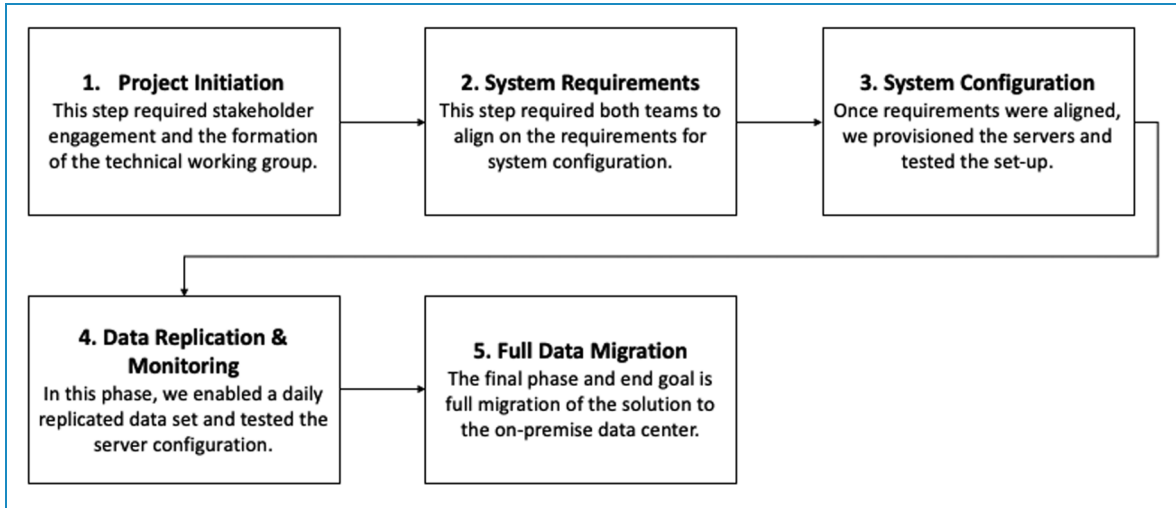 1. Project Initiation
This step required stakeholder
engagement and the formation
of the technical working group.
2. System Requirements
This step required both teams to
align on the requirements for
system configuration.
3. System Configuration
Once requirements were aligned,
we provisioned the servers and
tested the set-up.
4. Data Replication &
Monitoring
In this phase, we enabled a daily
replicated data set and tested the
server configuration.
5. Full Data Migration
The final phase and end goal is
full migration of the solution to
the on-premise data center.